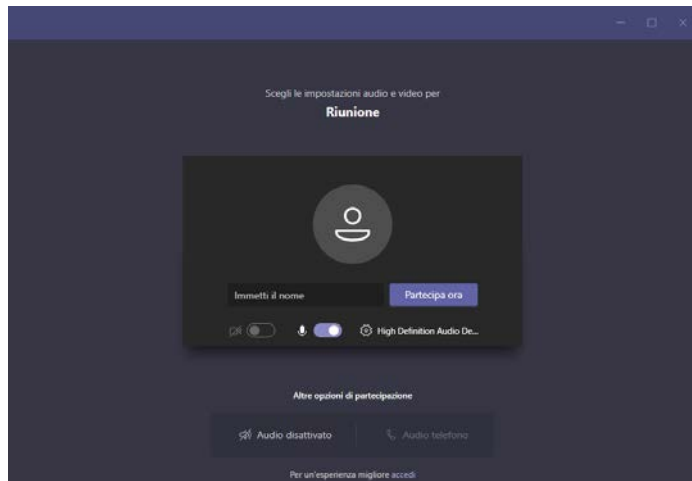 Scegli le impostazioni audio e video per
Riunione
Immetti il nome
Partecipa ora
High Definition Audio De...
Altre opzioni di partecipazione
Audio disattivato
Audio telefono
Per un'esperienza migliore accedi